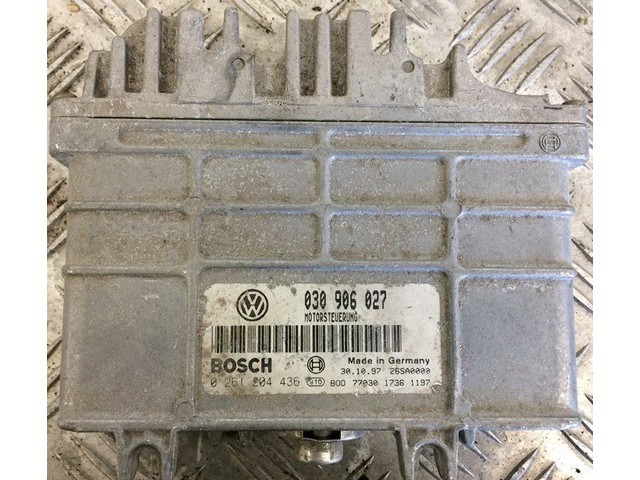 030 906 027
MOTORSTEUERUNG
BOSCH
Made in Germany
30.10.97 26SA0000
0 261 204 436 B00 77030 1736 1197